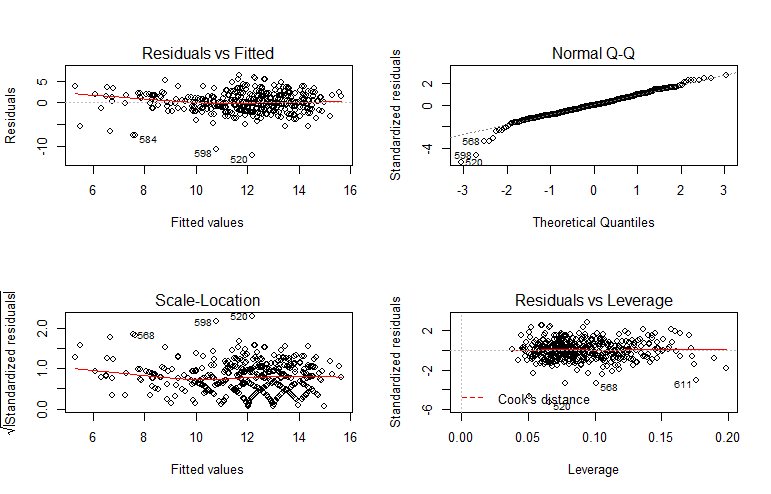 Residuals vs Fitted
Residuals
5
0
-10
584
598
520
6 8 10 12 14 16
Fitted values
Normal Q-Q
Standardized residuals
2
0
-4
568
598
520
-3 -2 -1 0 1 2 3
Theoretical Quantiles
Scale-Location
√|Standardized residuals|
2.0
1.0
0.0
568
598
520
6 8 10 12 14 16
Fitted values
Residuals vs Leverage
Standardized residuals
2
-2
-6
568
611
520
Cook's distance
0.00 0.05 0.10 0.15 0.20
Leverage